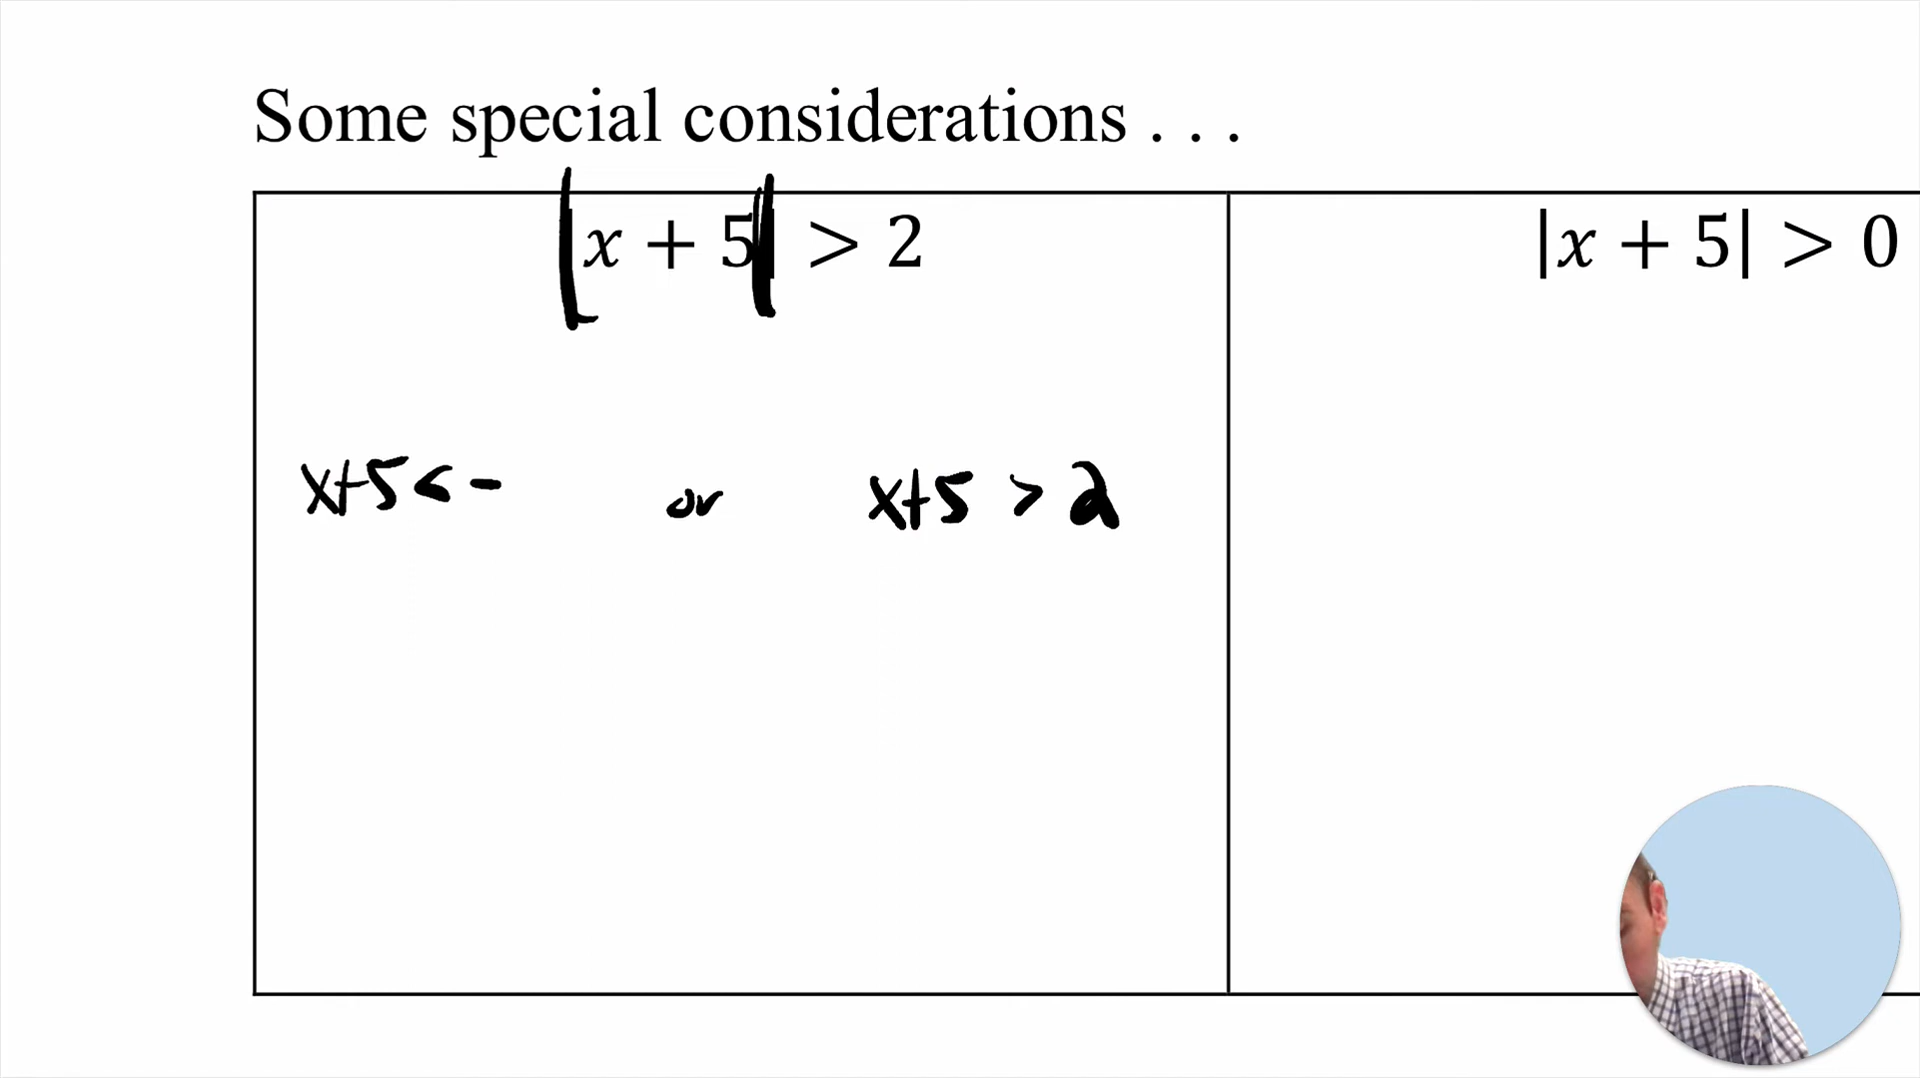 Some special considerations . . .
|x + 5| > 2
|x + 5| > 0
x+5 < - or x+5 > 2